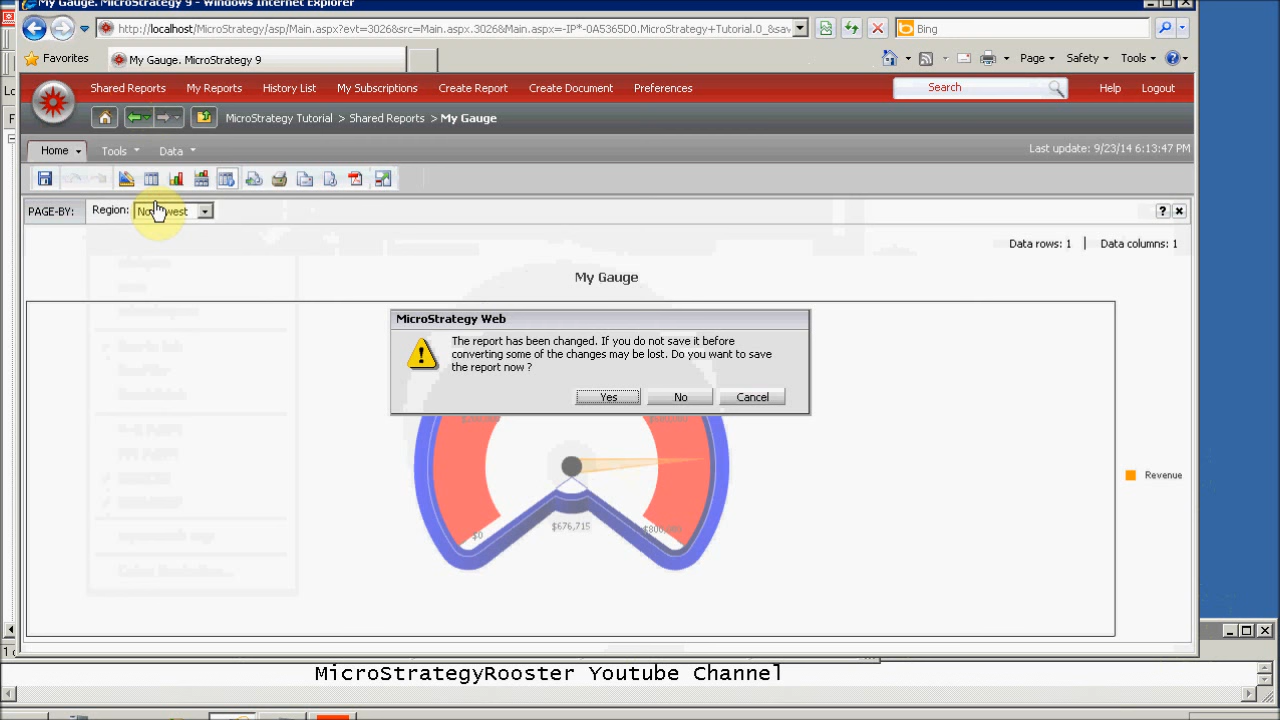 My Gauge. MicroStrategy 9 - Windows Internet Explorer
http://localhost/MicroStrategy/asp/Main.aspx?evt=3026&src=Main.aspx.3026&Main.aspx=-IP*-0A5365D0.MicroStrategy+Tutorial.0_&sav
Bing
Favorites
My Gauge. MicroStrategy 9
Page
Safety
Tools
Shared Reports
My Reports
History List
My Subscriptions
Create Report
Create Document
Preferences
Search
Help
Logout
MicroStrategy Tutorial > Shared Reports > My Gauge
Home
Tools
Data
Last update: 9/23/14 6:13:47 PM
PAGE-BY:
Region:
Data rows: 1
Data columns: 1
My Gauge
MicroStrategy Web
The report has been changed. If you do not save it before
converting some of the changes may be lost. Do you want to save
the report now ?
Yes
No
Cancel
Revenue
$676,715
$0
MicroStrategyRooster Youtube Channel